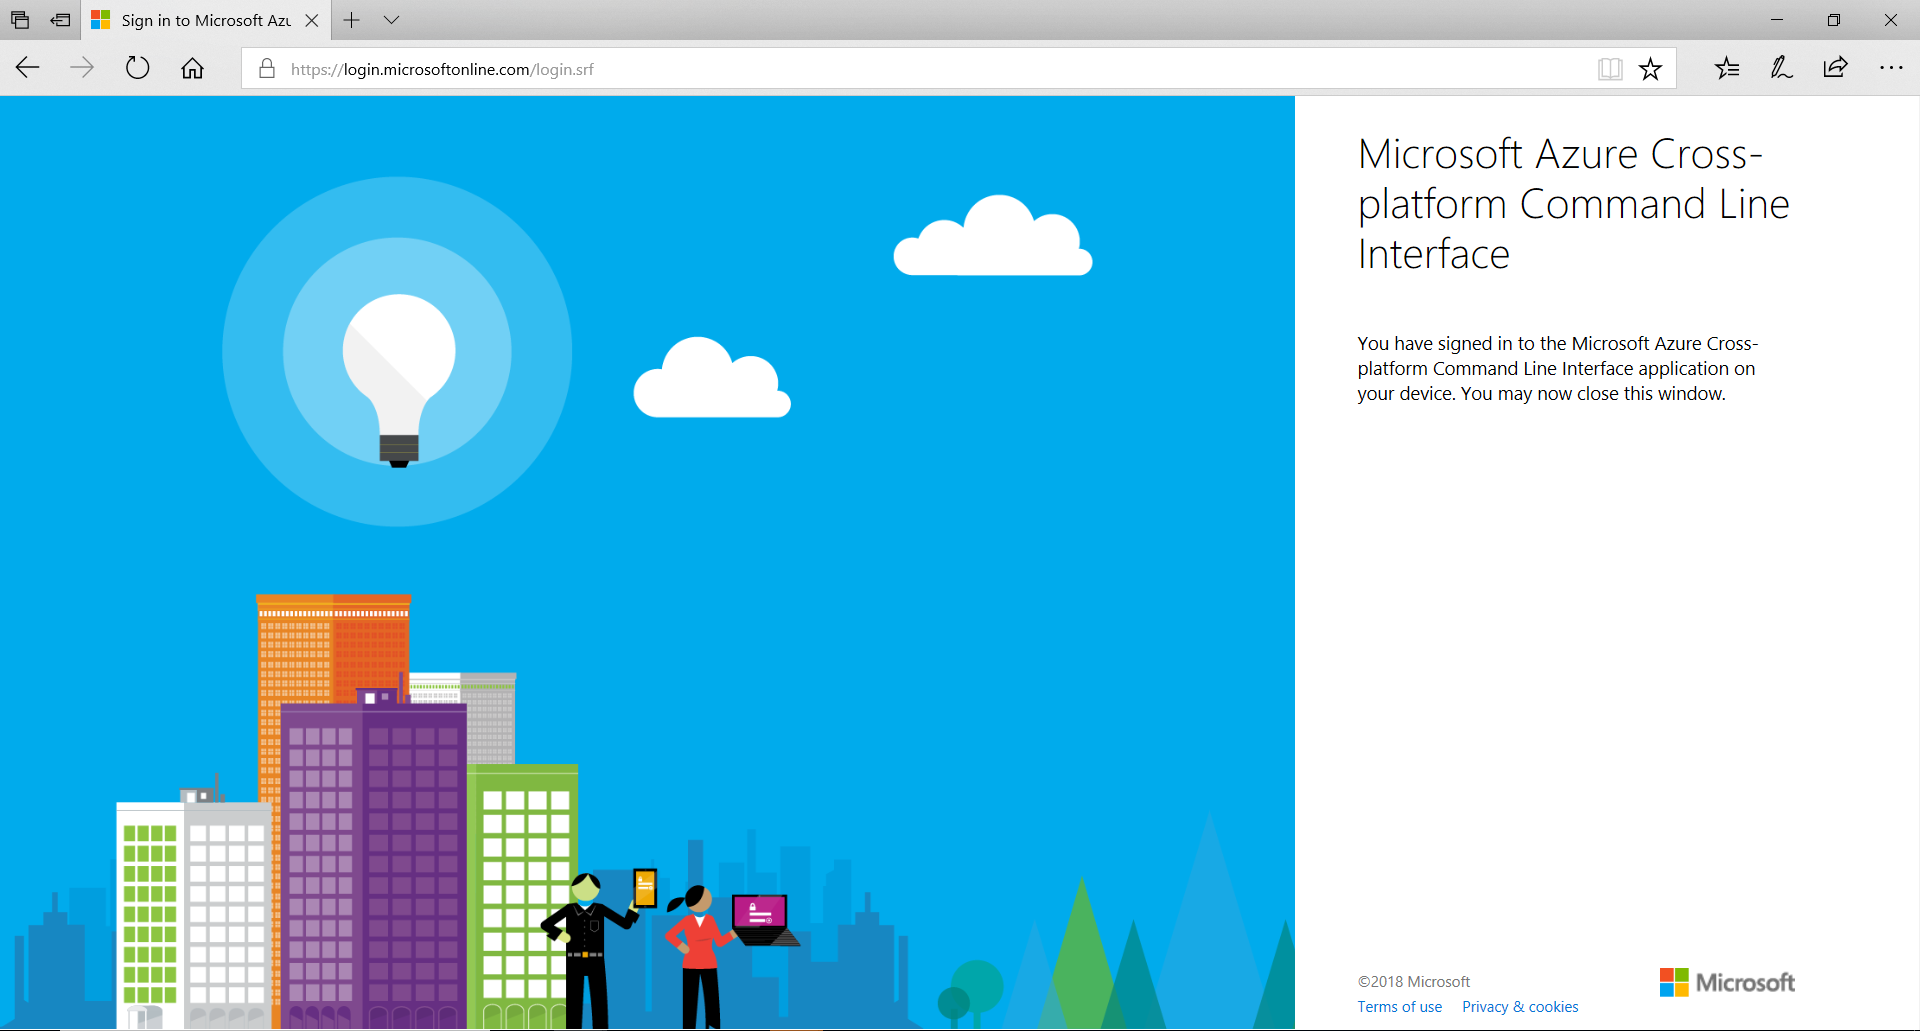 Sign in to Microsoft Azu
https://login.microsoftonline.com/login.srf
Microsoft Azure Cross-
platform Command Line
Interface
You have signed in to the Microsoft Azure Cross-
platform Command Line Interface application on
your device. You may now close this window.
©2018 Microsoft
Terms of use Privacy & cookies
Microsoft